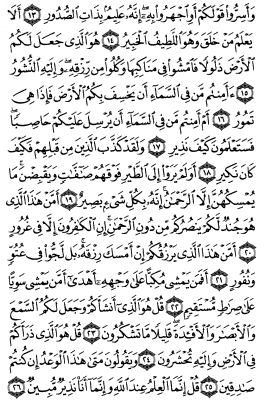 وَأَسِرُّوا۟ قَوْلَكُمْ أَوِ ٱجْهَرُوا۟ بِهِۦٓ ۖ إِنَّهُۥ عَلِيمٌۢ بِذَاتِ ٱلصُّدُورِ ١٣ أَلَا
يَعْلَمُ مَنْ خَلَقَ وَهُوَ ٱللَّطِيفُ ٱلْخَبِيرُ ١٤ هُوَ ٱلَّذِى جَعَلَ لَكُمُ
ٱلْأَرْضَ ذَلُولًا فَٱمْشُوا۟ فِى مَنَاكِبِهَا وَكُلُوا۟ مِن رِّزْقِهِۦ ۖ وَإِلَيْهِ ٱلنُّشُورُ
١٥ ءَأَمِنتُم مَّن فِى ٱلسَّمَآءِ أَن يَخْسِفَ بِكُمُ ٱلْأَرْضَ فَإِذَا هِىَ
تَمُورُ ١٦ أَمْ أَمِنتُم مَّن فِى ٱلسَّمَآءِ أَن يُرْسِلَ عَلَيْكُمْ حَاصِبًا ۖ
فَسَتَعْلَمُونَ كَيْفَ نَذِيرِ ١٧ وَلَقَدْ كَذَّبَ ٱلَّذِينَ مِن قَبْلِهِمْ فَكَيْفَ
كَانَ نَكِيرِ ١٨ أَوَلَمْ يَرَوْا۟ إِلَى ٱلطَّيْرِ فَوْقَهُمْ صَٰٓفَّٰتٍ وَيَقْبِضْنَ ۚ مَا
يُمْسِكُهُنَّ إِلَّا ٱلرَّحْمَٰنُ ۚ إِنَّهُۥ بِكُلِّ شَىْءٍۭ بَصِيرٌ ١٩ أَمَّنْ هَٰذَا ٱلَّذِى
هُوَ جُندٌ لَّكُمْ يَنصُرُكُم مِّن دُونِ ٱلرَّحْمَٰنِ ۚ إِنِ ٱلْكَٰفِرُونَ إِلَّا فِى غُرُورٍ
٢٠ أَمَّنْ هَٰذَا ٱلَّذِى يَرْزُقُكُمْ إِنْ أَمْسَكَ رِزْقَهُۥ ۚ بَل لَّجُّوا۟ فِى عُتُوٍّ
وَنُفُورٍ ٢١ أَفَمَن يَمْشِى مُكِبًّا عَلَىٰ وَجْهِهِۦٓ أَهْدَىٰٓ أَمَّن يَمْشِى سَوِيًّا
عَلَىٰ صِرَٰطٍ مُّسْتَقِيمٍ ٢٢ قُلْ هُوَ ٱلَّذِىٓ أَنشَأَكُمْ وَجَعَلَ لَكُمُ ٱلسَّمْعَ
وَٱلْأَبْصَٰرَ وَٱلْأَفْـِٔدَةَ ۖ قَلِيلًا مَّا تَشْكُرُونَ ٢٣ قُلْ هُوَ ٱلَّذِى ذَرَأَكُمْ
فِى ٱلْأَرْضِ وَإِلَيْهِ تُحْشَرُونَ ٢٤ وَيَقُولُونَ مَتَىٰ هَٰذَا ٱلْوَعْدُ إِن كُنتُمْ
صَٰدِقِينَ ٢٥ قُلْ إِنَّمَا ٱلْعِلْمُ عِندَ ٱللَّهِ وَإِنَّمَآ أَنَا۠ نَذِيرٌ مُّبِينٌ ٢٦